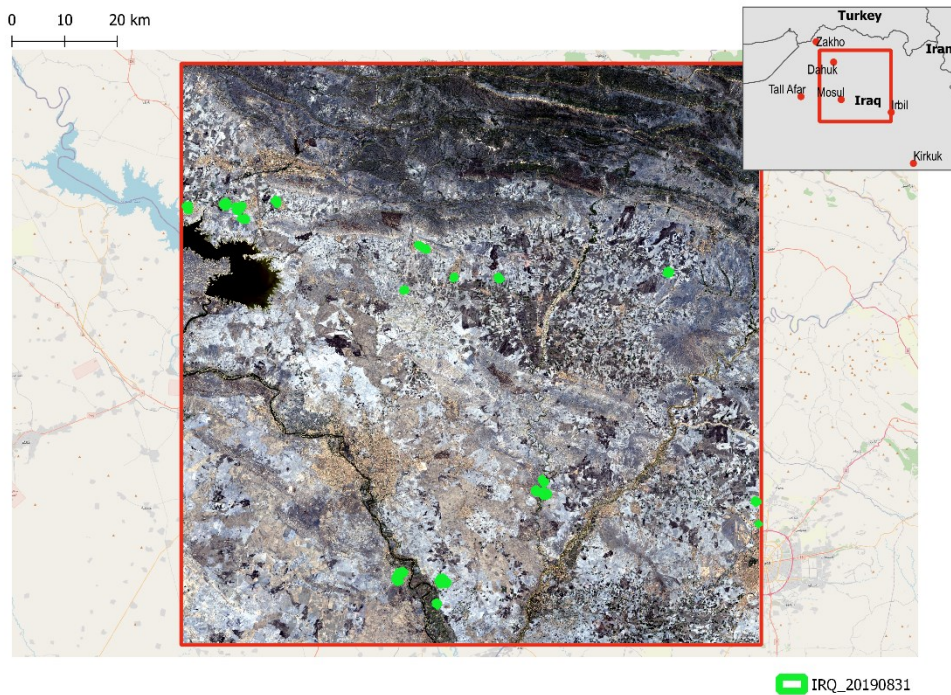 0 10 20 km
Turkey
Iran
Zakho
Dahuk
Tall Afar
Mosul
Iraq
Irbil
Kirkuk
IRQ_20190831